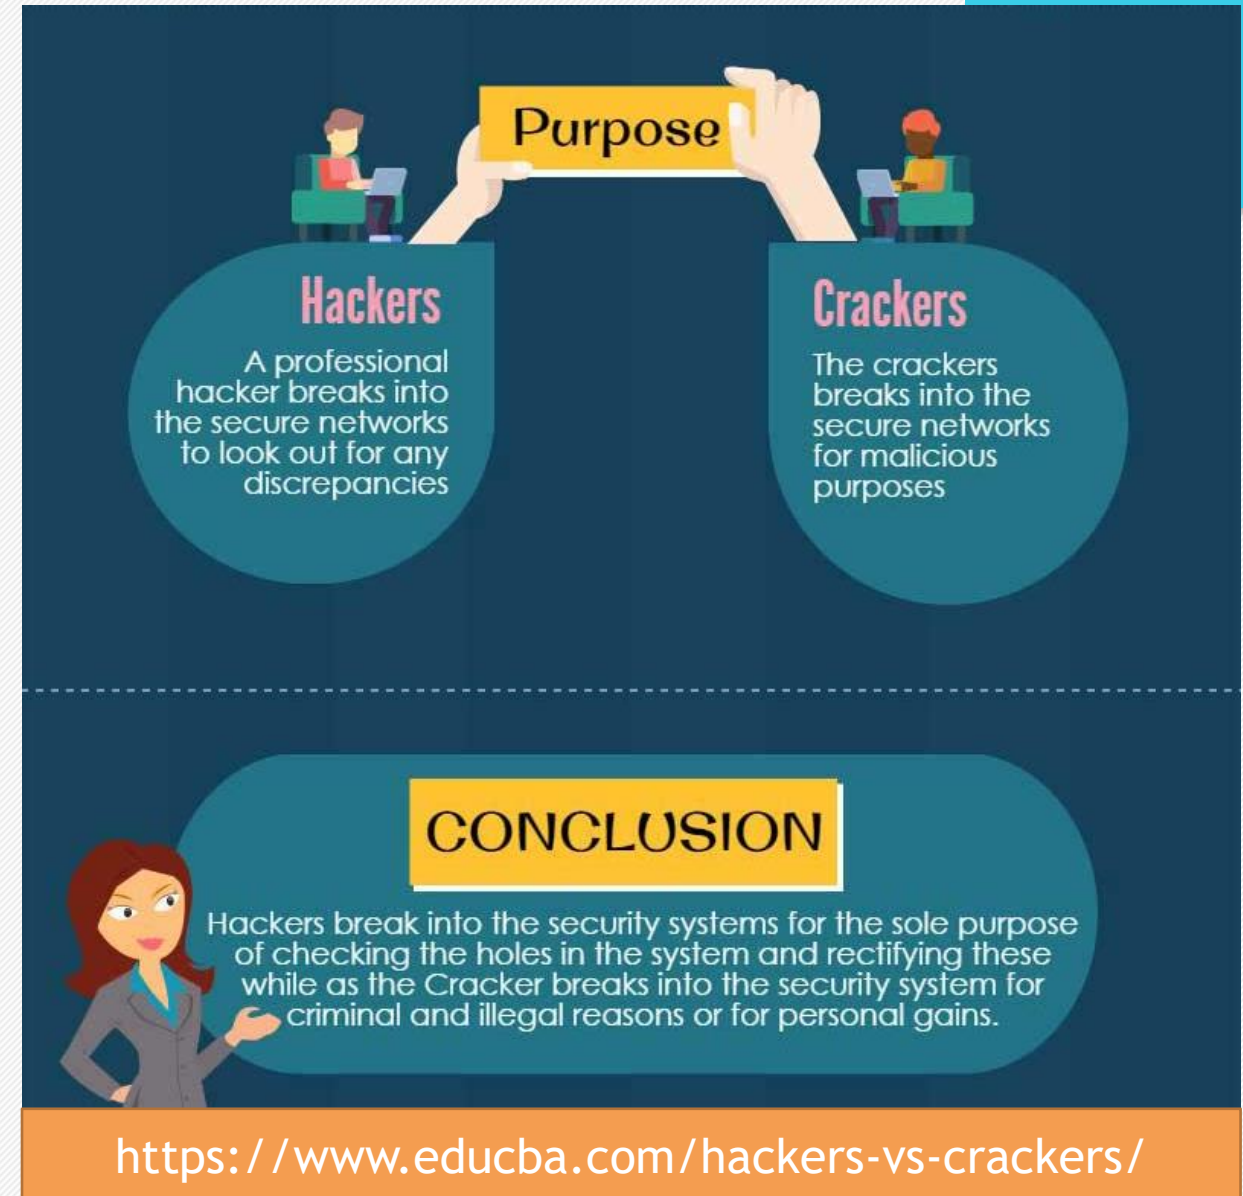 Purpose
Hackers
A professional
hacker breaks into
the secure networks
to look out for any
discrepancies
Crackers
The crackers
breaks into the
secure networks
for malicious
purposes
CONCLUSION
Hackers break into the security systems for the sole purpose
of checking the holes in the system and rectifying these
while as the Cracker breaks into the security system for
criminal and illegal reasons or for personal gains.
https://www.educba.com/hackers-vs-crackers/